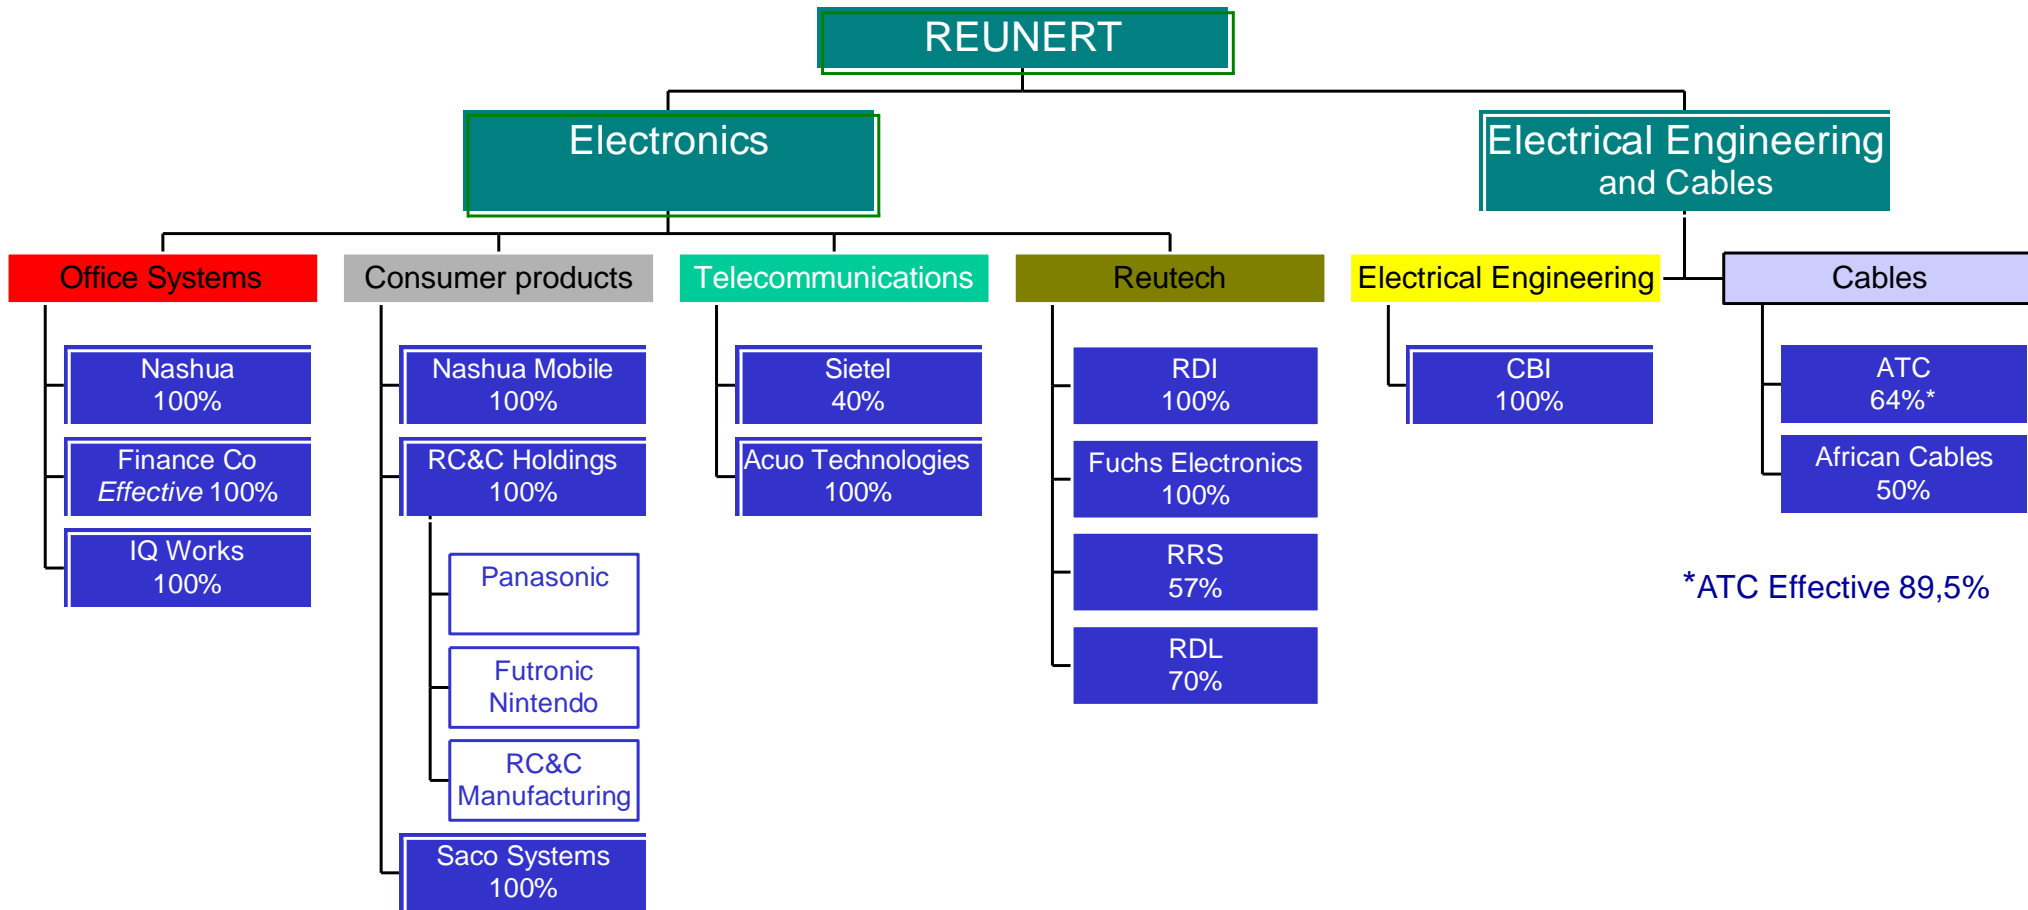 REUNERT
Electronics
Electrical Engineering
and Cables
Office Systems
Consumer products
Telecommunications
Reutech
Electrical Engineering
Cables
Nashua
100%
Finance Co
Effective 100%
IQ Works
100%
Nashua Mobile
100%
RC&C Holdings
100%
Panasonic
Futronic
Nintendo
RC&C
Manufacturing
Saco Systems
100%
Sietel
40%
Acuo Technologies
100%
RDI
100%
Fuchs Electronics
100%
RRS
57%
RDL
70%
CBI
100%
ATC
64%*
African Cables
50%
*ATC Effective 89,5%